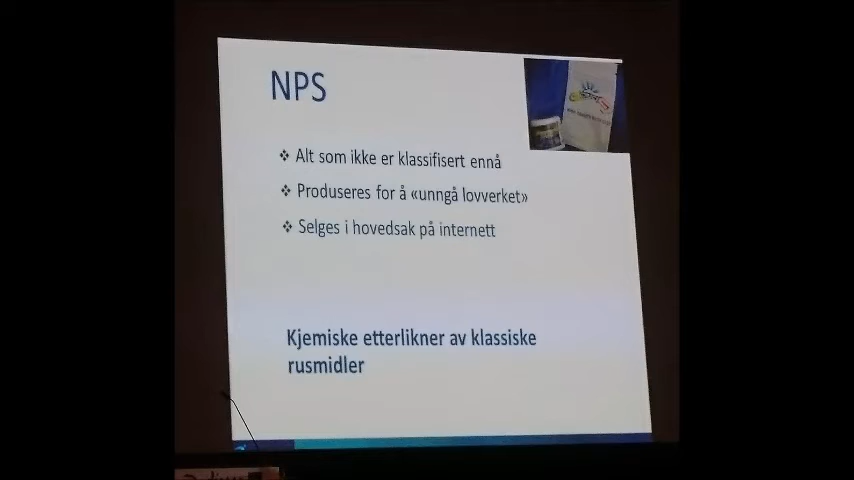 NPS
Alt som ikke er klassifisert ennå
Produseres for å «unngå lovverket»
Selges i hovedsak på internett
Kjemiske etterlikner av klassiske
rusmidler